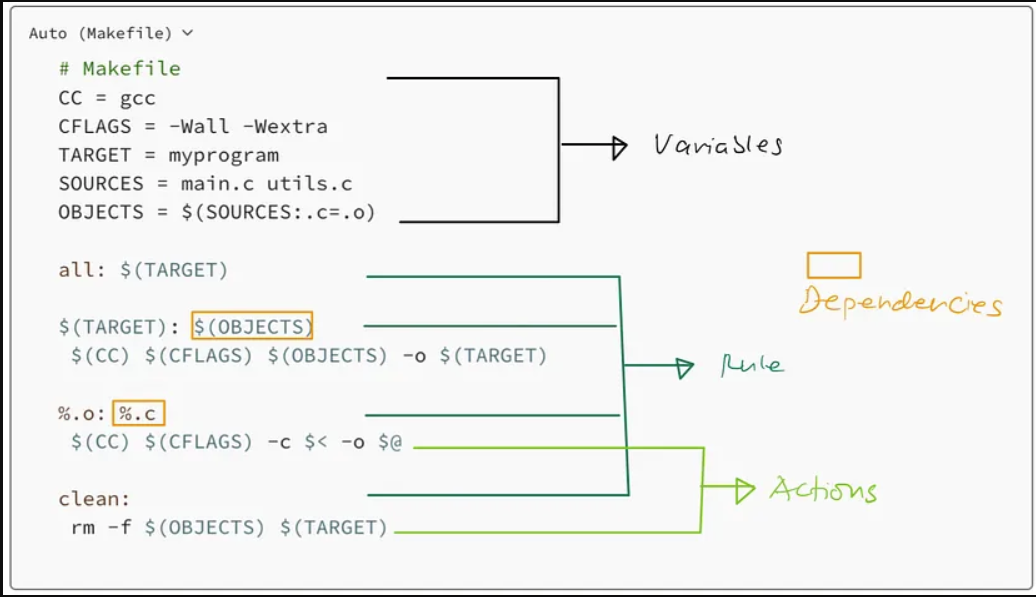 Auto (Makefile)
# Makefile
CC = gcc
CFLAGS = -Wall -Wextra
TARGET = myprogram
SOURCES = main.c utils.c
OBJECTS = $(SOURCES:.c=.o)
Variables
all: $(TARGET)
Dependencies
$(TARGET): $(OBJECTS)
$(CC) $(CFLAGS) $(OBJECTS) -o $(TARGET)
Rule
%.o: %.c
$(CC) $(CFLAGS) -c $< -o $@
Actions
clean:
rm -f $(OBJECTS) $(TARGET)